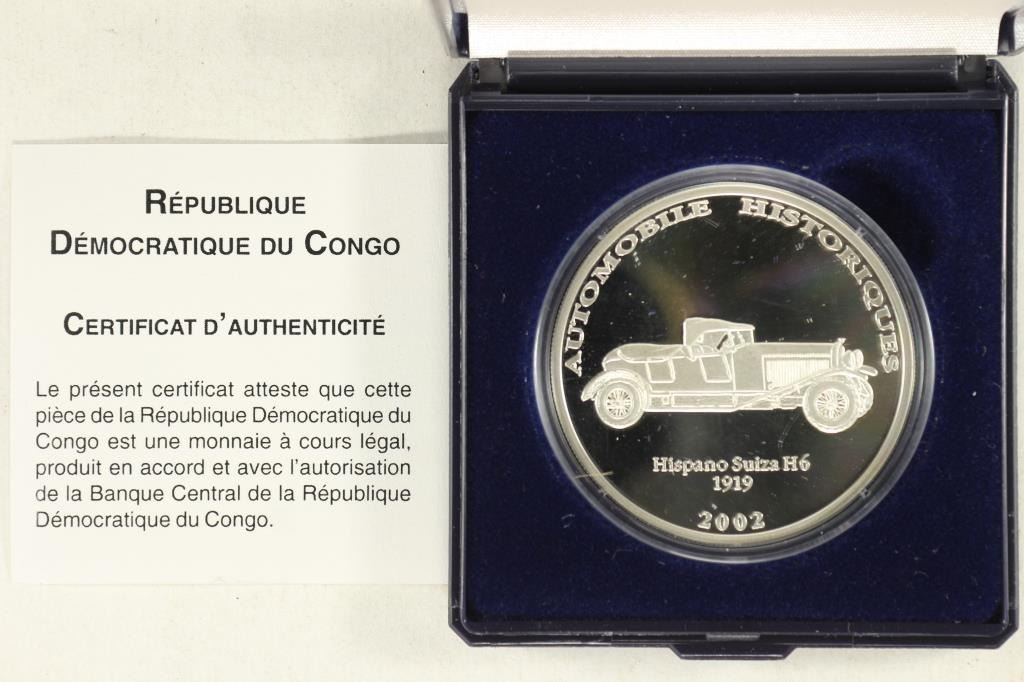 RÉPUBLIQUE
DÉMOCRATIQUE DU CONGO
CERTIFICAT D'AUTHENTICITÉ
Le présent certificat atteste que cette
pièce de la République Démocratique du
Congo est une monnaie à cours légal,
produit en accord et avec l'autorisation
de la Banque Central de la République
Démocratique du Congo.
AUTOMOBILE HISTORIQUES
Hispano Suiza H6
1919
2002